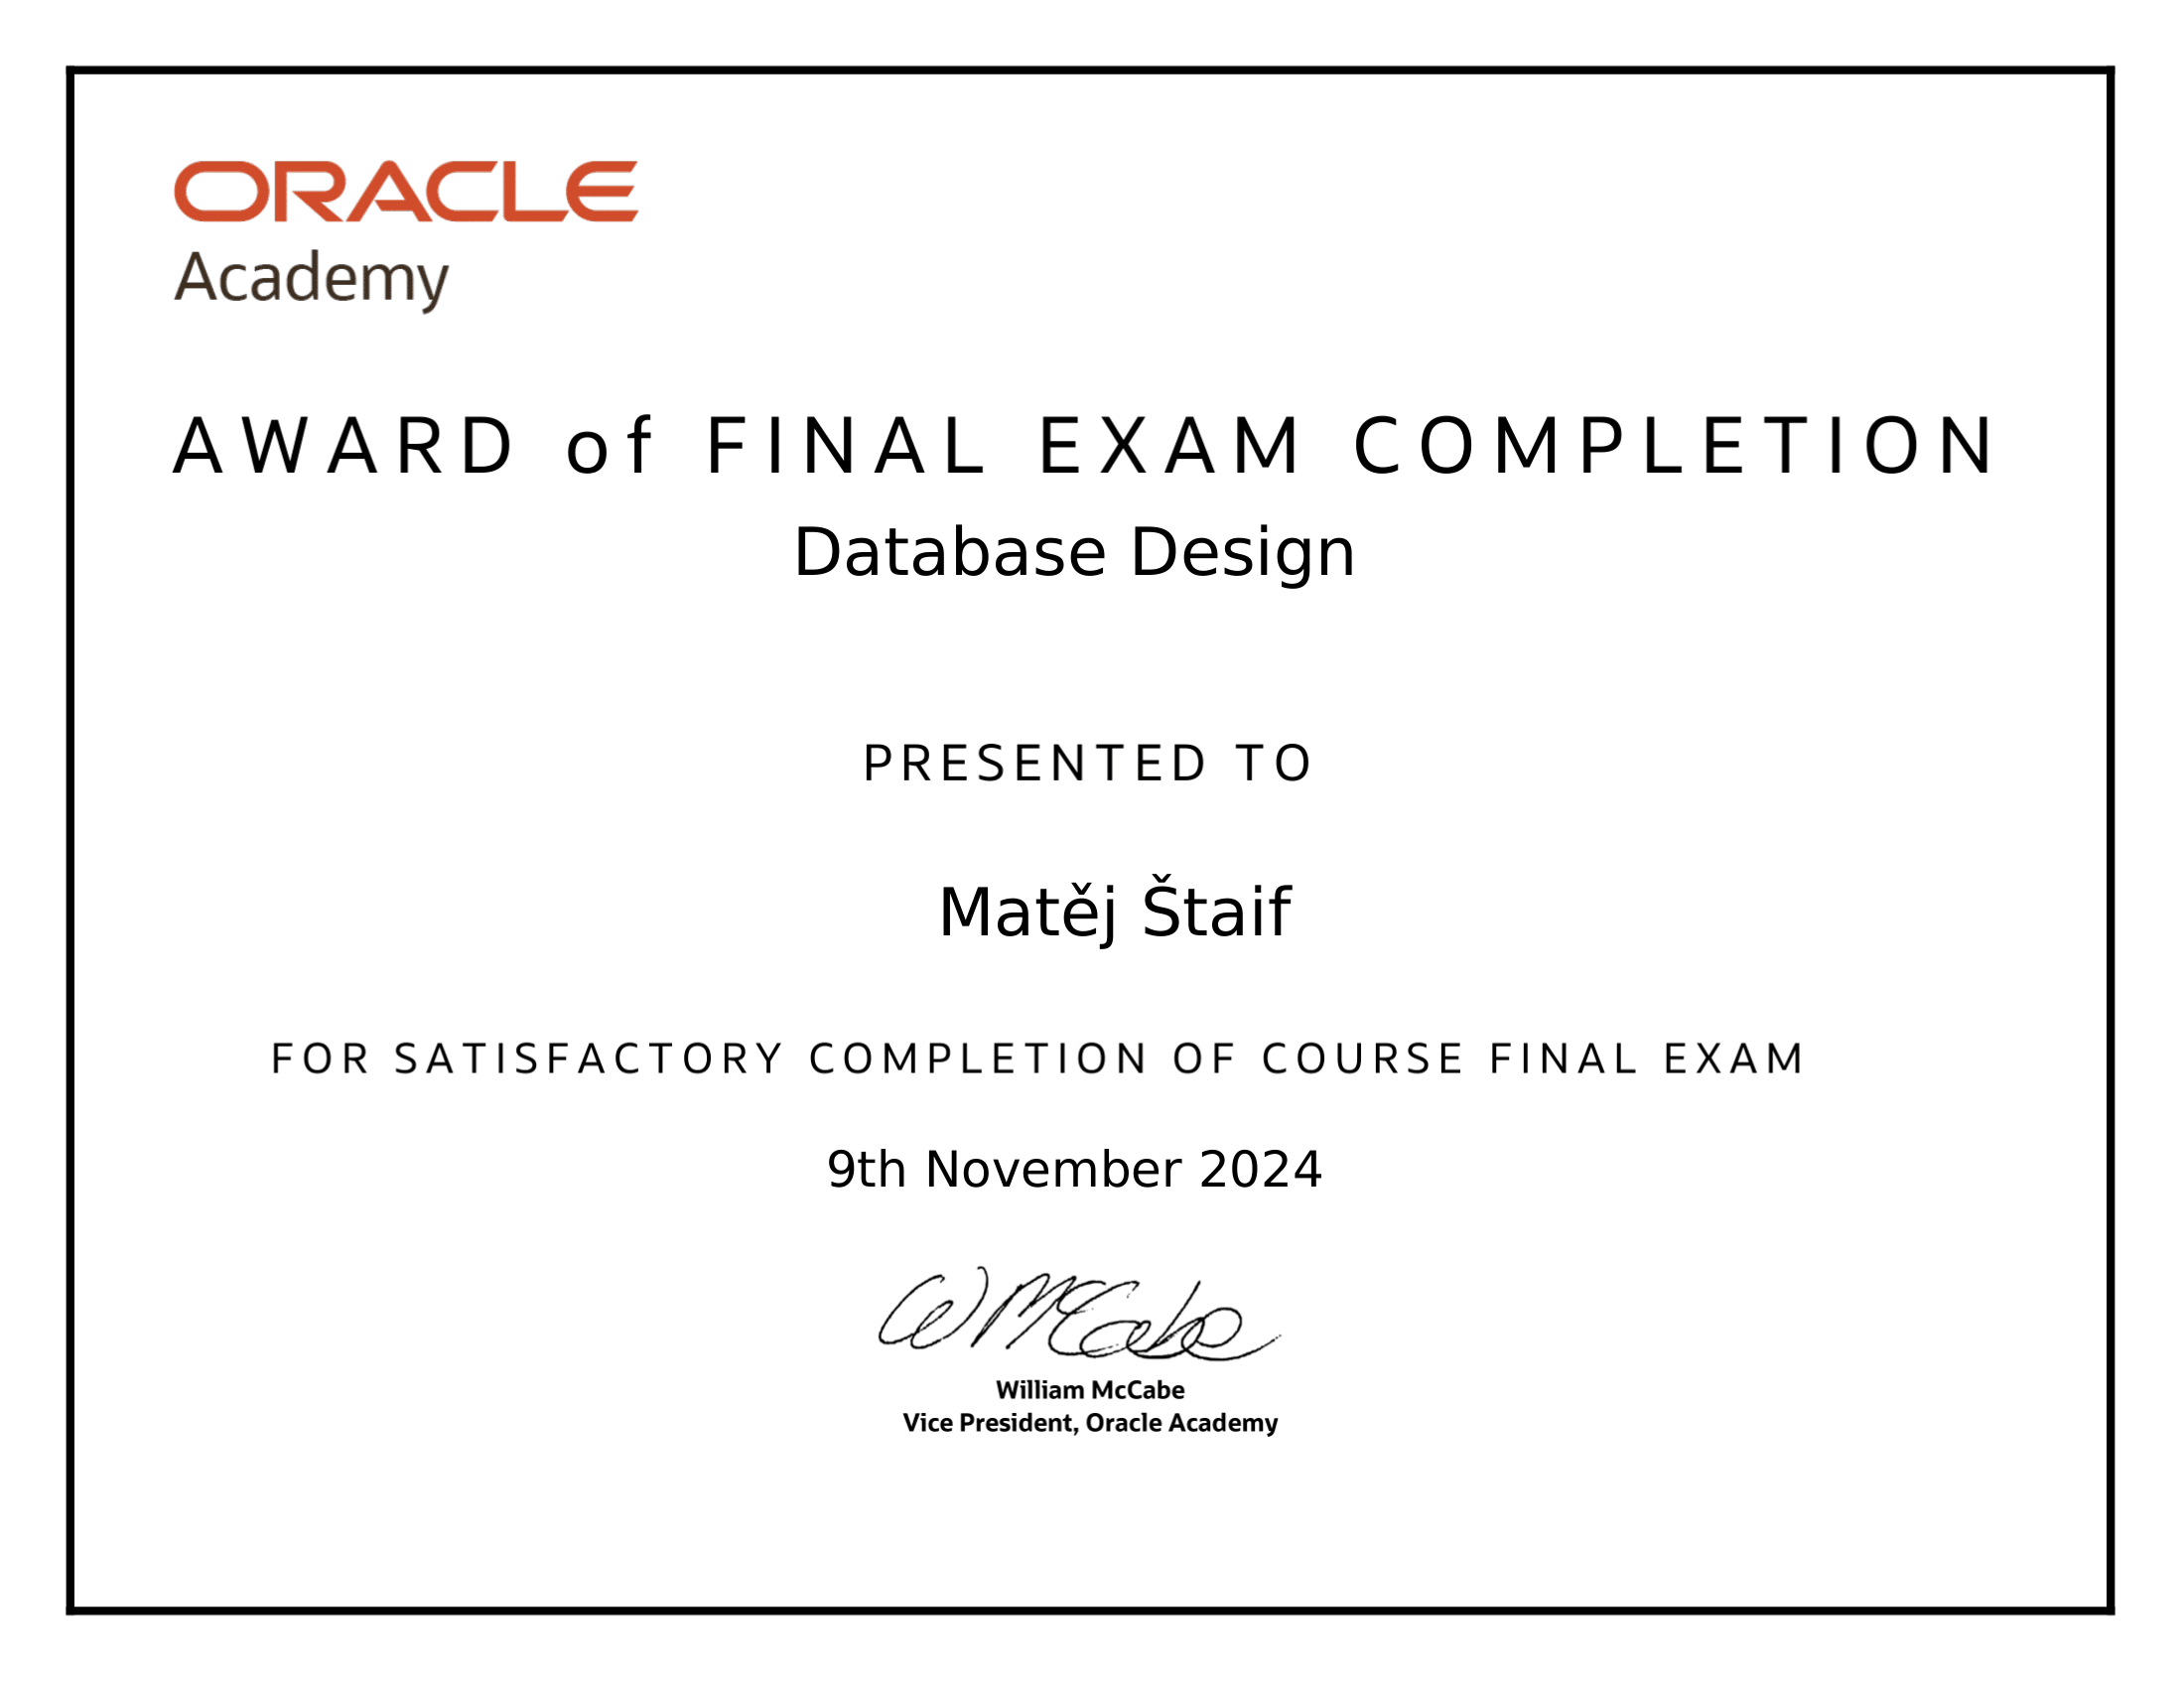 ORACLE
Academy
AWARD of FINAL EXAM COMPLETION
Database Design
PRESENTED TO
Matěj Štaif
FOR SATISFACTORY COMPLETION OF COURSE FINAL EXAM
9th November 2024
W McCabe
William McCabe
Vice President, Oracle Academy